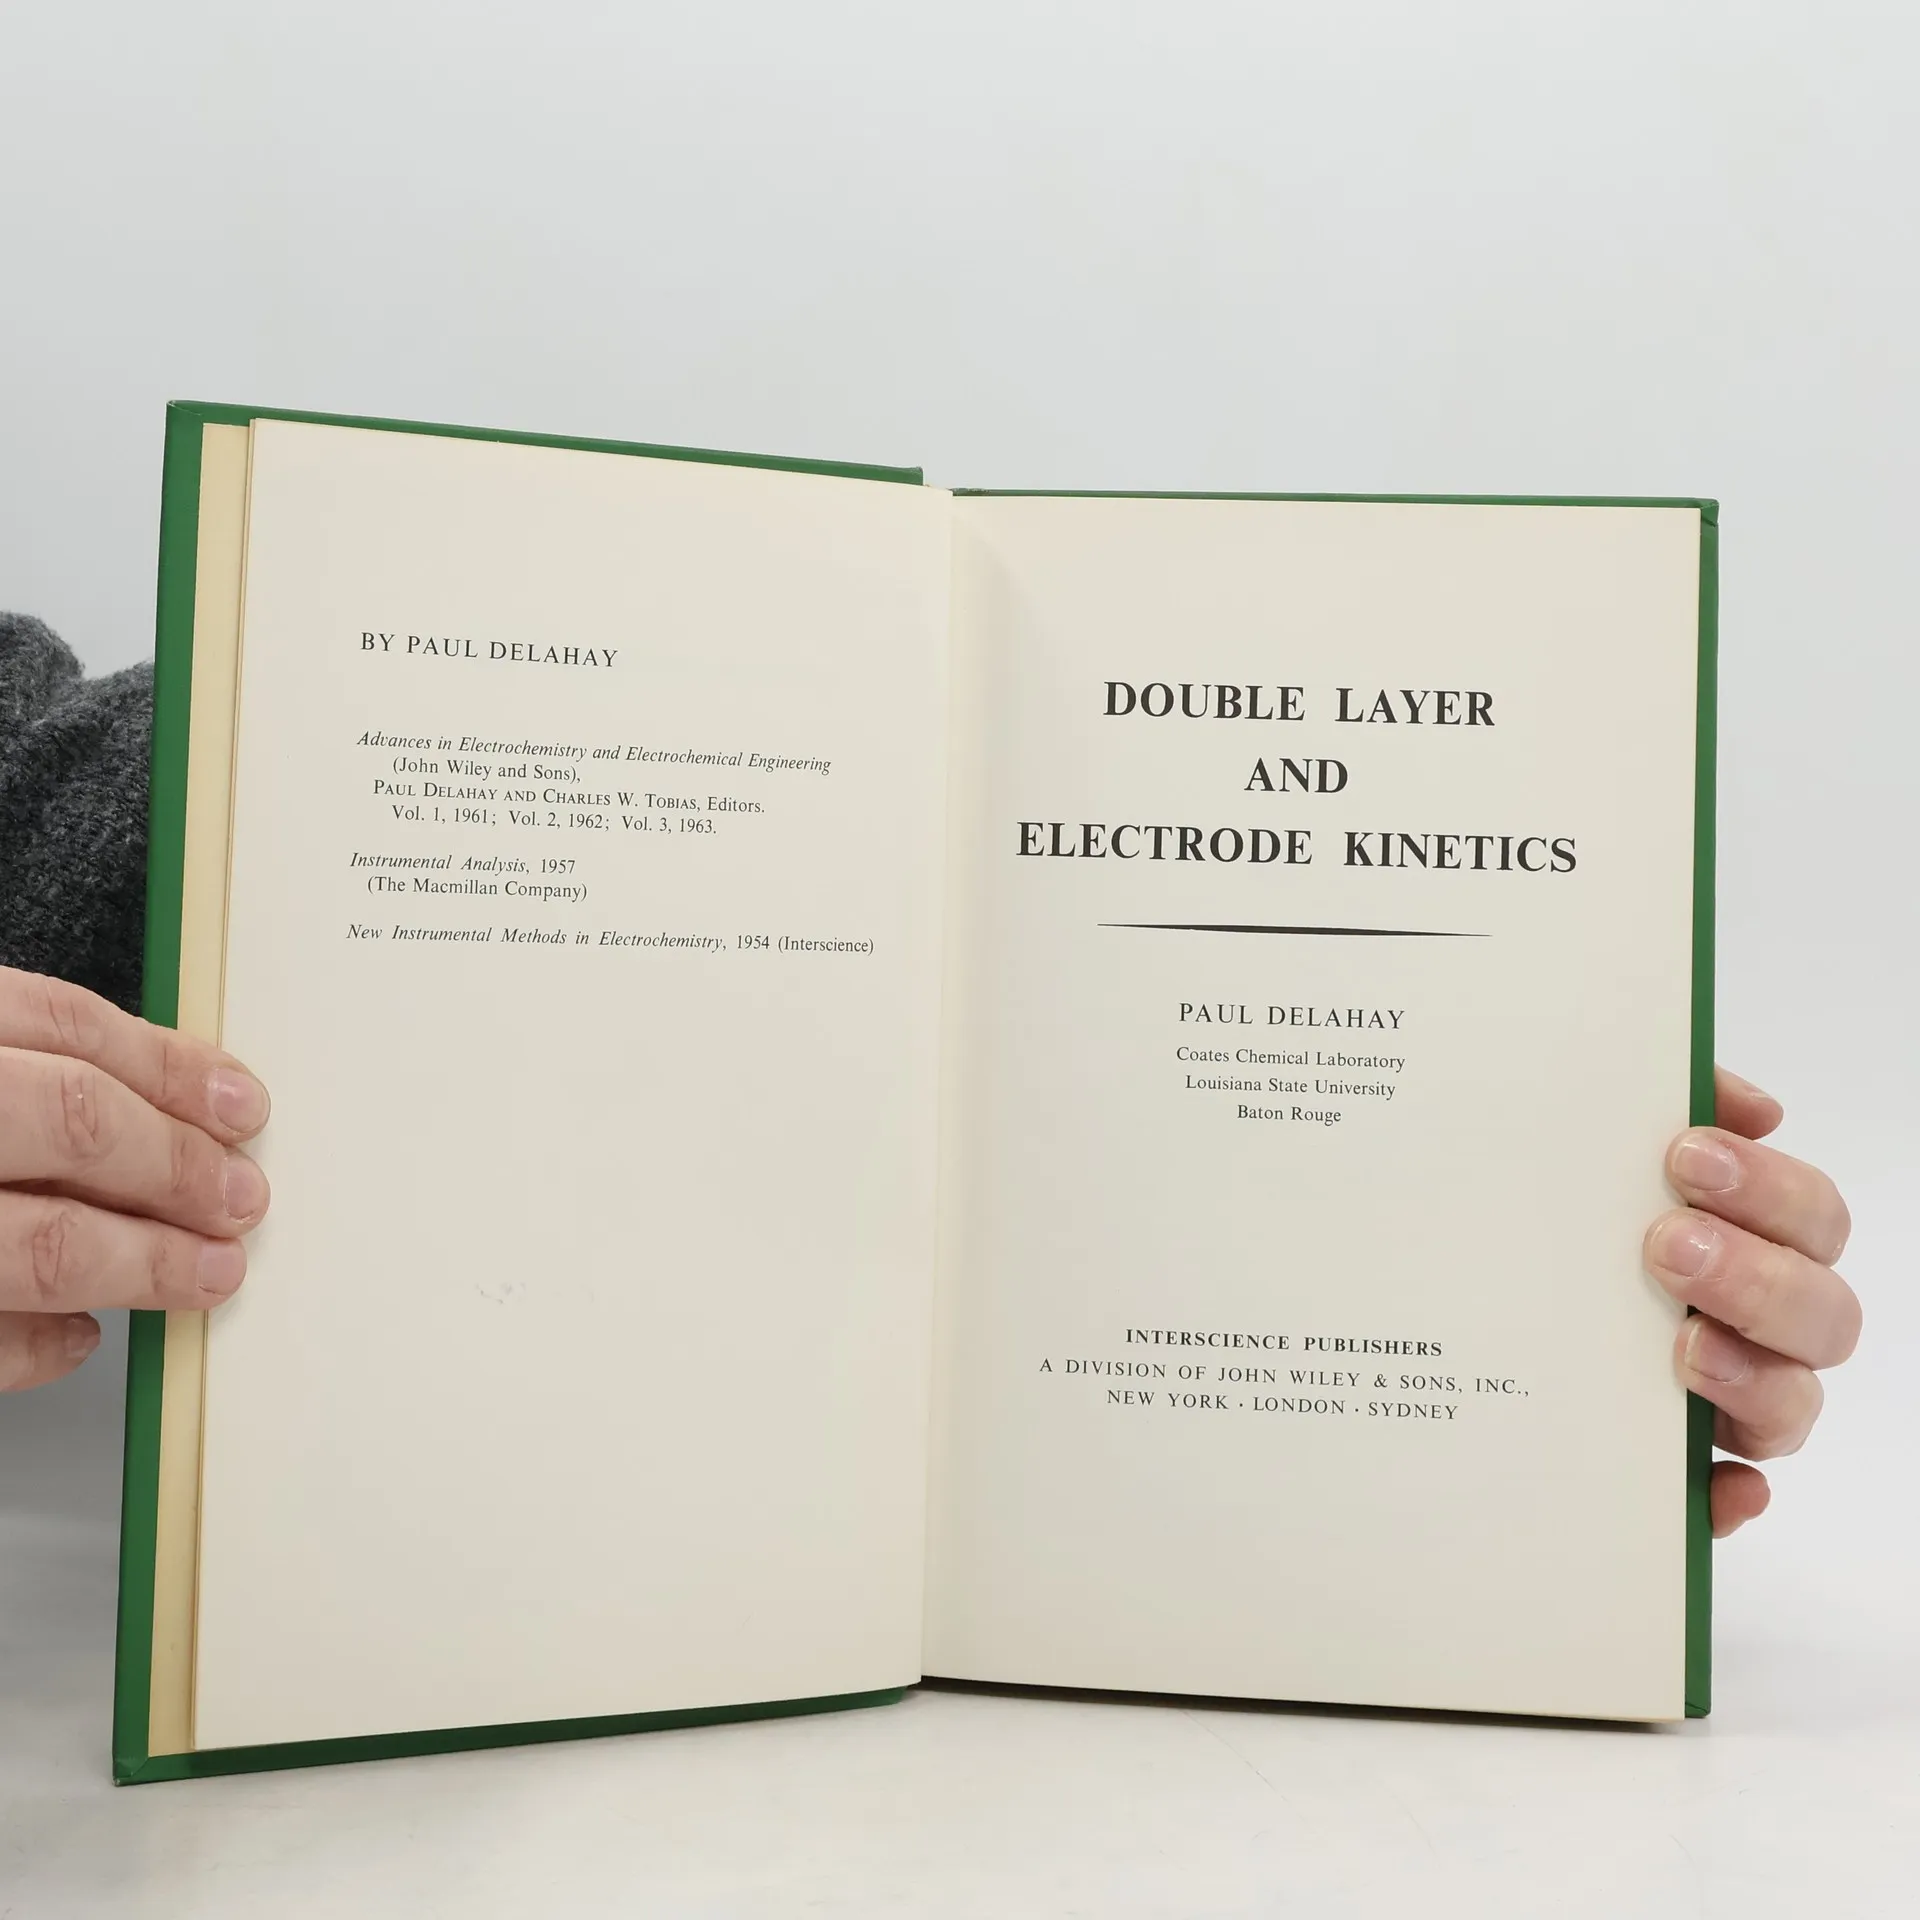 BY PAUL DELAHAY
Advances in Electrochemistry and Electrochemical Engineering
(John Wiley and Sons),
PAUL DELAHAY AND CHARLES W. TOBIAS, Editors.
Vol. 1, 1961; Vol. 2, 1962; Vol. 3, 1963.
Instrumental Analysis, 1957
(The Macmillan Company)
New Instrumental Methods in Electrochemistry, 1954 (Interscience)
DOUBLE LAYER
AND
ELECTRODE KINETICS
PAUL DELAHAY
Coates Chemical Laboratory
Louisiana State University
Baton Rouge
INTERSCIENCE PUBLISHERS
A DIVISION OF JOHN WILEY & SONS, INC.,
NEW YORK · LONDON · SYDNEY